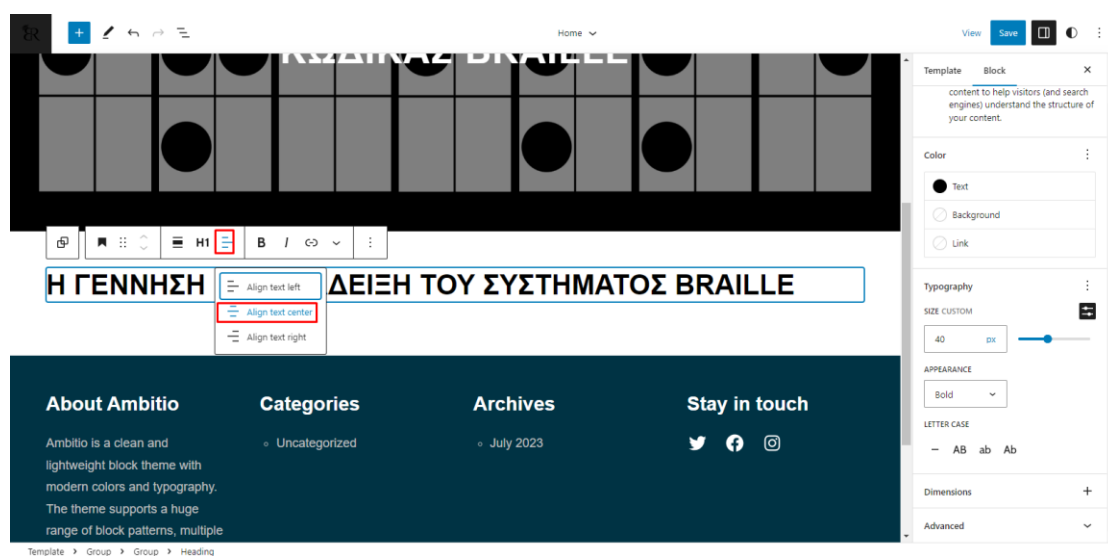 Home
View
Save
ΚΩΔΙΚΑΣ BRAILLE
Template
Block
content to help visitors (and search
engines) understand the structure of
your content.
Color
Text
Background
Link
H1
B
I
Η ΓΕΝΝΗΣΗ ΔΕΙΞΗ ΤΟΥ ΣΥΣΤΗΜΑΤΟΣ BRAILLE
Align text left
Align text center
Align text right
Typography
SIZE CUSTOM
40 px
APPEARANCE
Bold
LETTER CASE
– AB ab Ab
Dimensions
Advanced
About Ambitio
Ambitio is a clean and
lightweight block theme with
modern colors and typography.
The theme supports a huge
range of block patterns, multiple
Categories
Uncategorized
Archives
July 2023
Stay in touch
Template > Group > Group > Heading